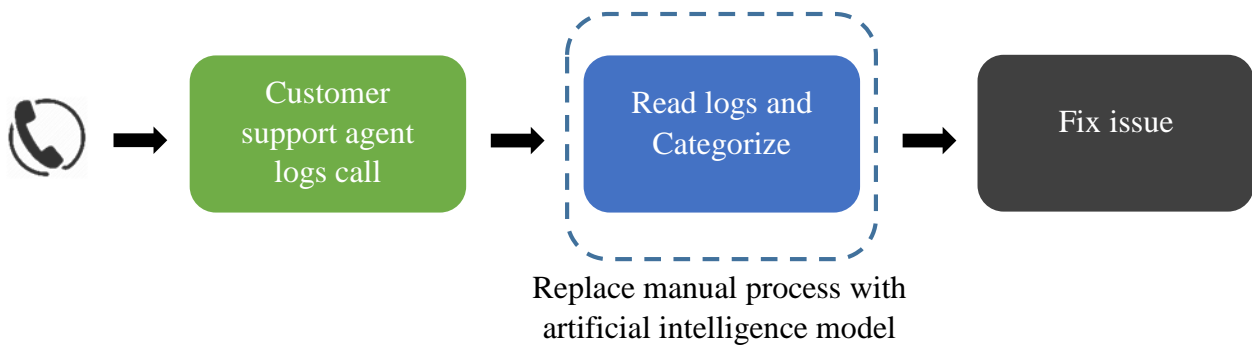 Customer
support agent
logs call
Read logs and
Categorize
Fix issue
Replace manual process with
artificial intelligence model